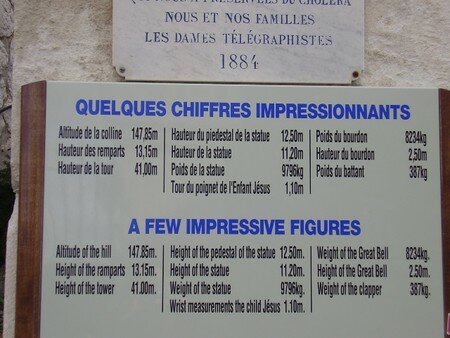 NOUS ET NOS FAMILLES
LES DAMES TÉLÉGRAPHISTES
1884
QUELQUES CHIFFRES IMPRESSIONNANTS
Altitude de la colline 147,85m
Hauteur des remparts 13,15m
Hauteur de la tour 41,00m
Hauteur du piedestal de la statue 12,50m
Hauteur de la statue 11,20m
Poids de la statue 9796kg
Tour du poignet de l'Enfant Jésus 1,10m
Poids du bourdon 8234kg
Hauteur du bourdon 2,50m
Poids du battant 387kg
A FEW IMPRESSIVE FIGURES
Altitude of the hill 147.85m.
Height of the ramparts 13.15m.
Height of the tower 41.00m.
Height of the pedestal of the statue 12.50m.
Height of the statue 11.20m.
Weight of the statue 9796kg.
Wrist measurements the child Jésus 1.10m.
Weight of the Great Bell 8234kg.
Height of the Great Bell 2.50m.
Weight of the clapper 387kg.